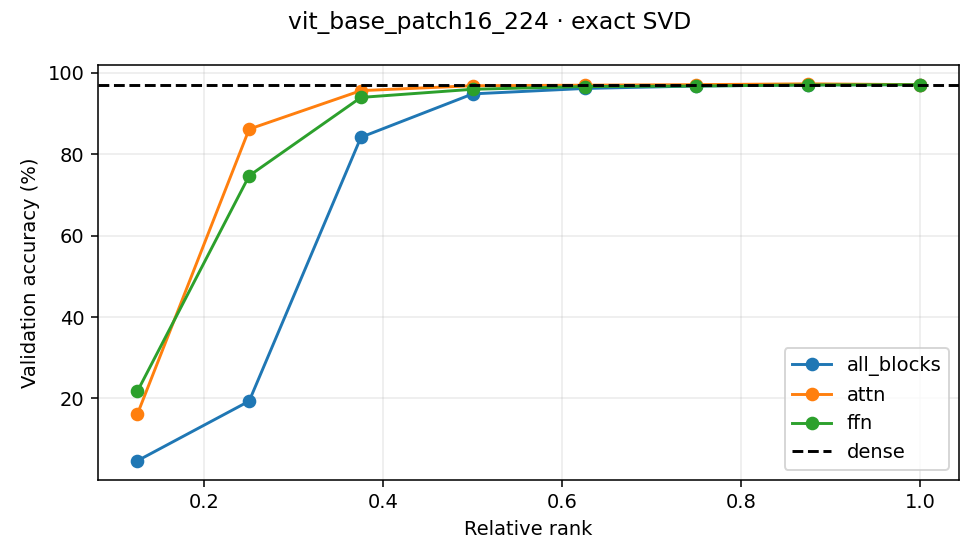 vit_base_patch16_224 · exact SVD
Validation accuracy (%)
100
80
60
40
20
all_blocks
attn
ffn
dense
0.2
0.4
0.6
0.8
1.0
Relative rank